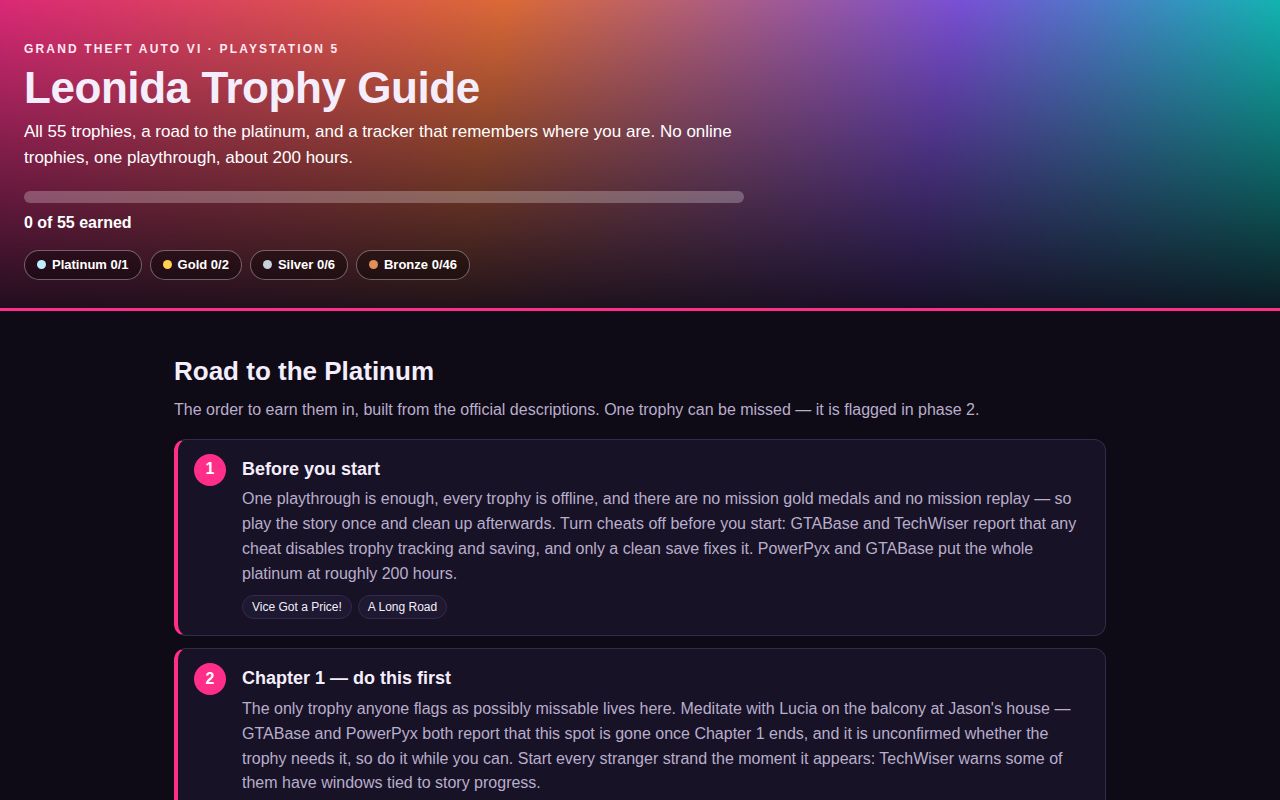 GRAND THEFT AUTO VI · PLAYSTATION 5
Leonida Trophy Guide
All 55 trophies, a road to the platinum, and a tracker that remembers where you are. No online
trophies, one playthrough, about 200 hours.
0 of 55 earned
Platinum 0/1 Gold 0/2 Silver 0/6 Bronze 0/46
Road to the Platinum
The order to earn them in, built from the official descriptions. One trophy can be missed — it is flagged in phase 2.
1 Before you start
One playthrough is enough, every trophy is offline, and there are no mission gold medals and no mission replay — so
play the story once and clean up afterwards. Turn cheats off before you start: GTABase and TechWiser report that any
cheat disables trophy tracking and saving, and only a clean save fixes it. PowerPyx and GTABase put the whole
platinum at roughly 200 hours.
Vice Got a Price! A Long Road
2 Chapter 1 — do this first
The only trophy anyone flags as possibly missable lives here. Meditate with Lucia on the balcony at Jason's house —
GTABase and PowerPyx both report that this spot is gone once Chapter 1 ends, and it is unconfirmed whether the
trophy needs it, so do it while you can. Start every stranger strand the moment it appears: TechWiser warns some of
them have windows tied to story progress.